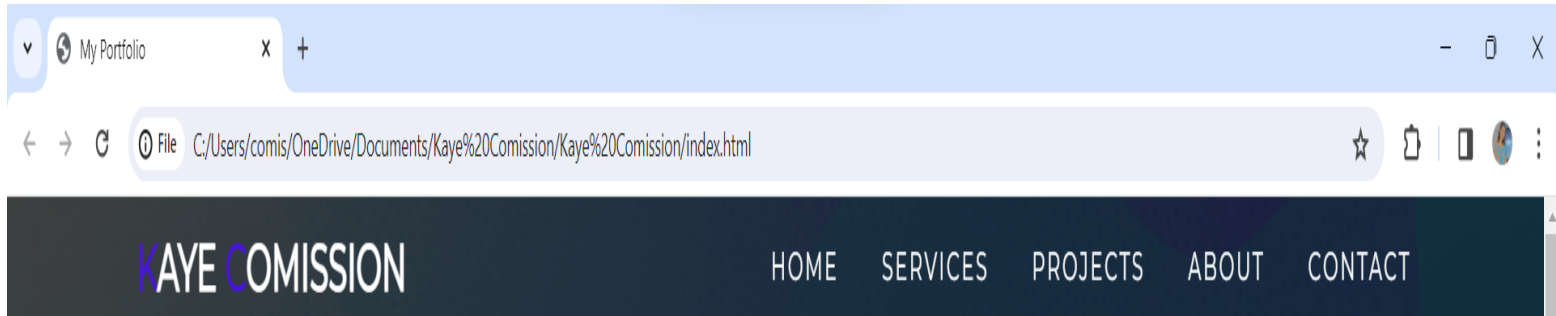 My Portfolio
File C:/Users/comis/OneDrive/Documents/Kaye%20Comission/Kaye%20Comission/index.html
KAYE COMISSION HOME SERVICES PROJECTS ABOUT CONTACT